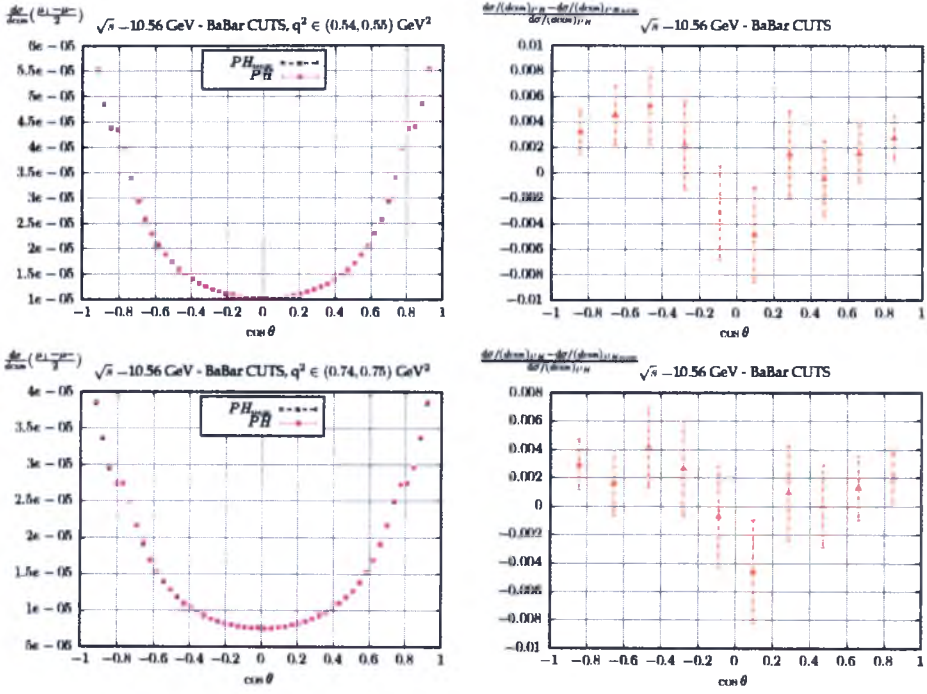 √s =10.56 GeV - BaBar CUTS, q² ∈ (0.54, 0.55) GeV²
6e − 05
5.5e − 05
5e − 05
4.5e − 05
4e − 05
3.5e − 05
3e − 05
2.5e − 05
2e − 05
1.5e − 05
1e − 05
PH
−1 −0.8 −0.6 −0.4 −0.2 0 0.2 0.4 0.6 0.8 1
cos θ
√s =10.56 GeV - BaBar CUTS
0.01
0.008
0.006
0.004
0.002
0
−0.002
−0.004
−0.006
−0.008
−0.01
−1 −0.8 −0.6 −0.4 −0.2 0 0.2 0.4 0.6 0.8 1
cos θ
√s =10.56 GeV - BaBar CUTS, q² ∈ (0.74, 0.75) GeV²
4e − 05
3.5e − 05
3e − 05
2.5e − 05
2e − 05
1.5e − 05
1e − 05
5e − 06
PH
−1 −0.8 −0.6 −0.4 −0.2 0 0.2 0.4 0.6 0.8 1
cos θ
√s =10.56 GeV - BaBar CUTS
0.008
0.006
0.004
0.002
0
−0.002
−0.004
−0.006
−0.008
−0.01
−1 −0.8 −0.6 −0.4 −0.2 0 0.2 0.4 0.6 0.8 1
cos θ